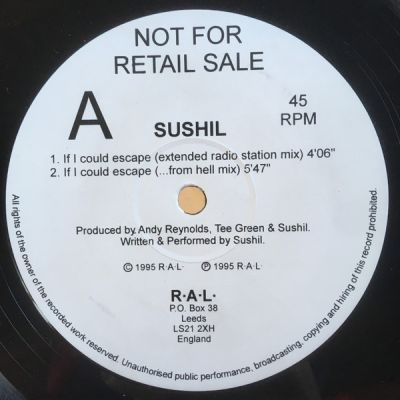 NOT FOR
RETAIL SALE
A
45
RPM
SUSHIL
1. If I could escape (extended radio station mix) 4'06"
2. If I could escape (...from hell mix) 5'47"
Produced by Andy Reynolds, Tee Green & Sushil.
Written & Performed by Sushil.
© 1995 R·A·L· ℗ 1995 R·A·L·
R·A·L·
P.O. Box 38
Leeds
LS21 2XH
England
All rights of the owner of the recorded work reserved. Unauthorised public performance, broadcasting, copying and hiring of this record prohibited.